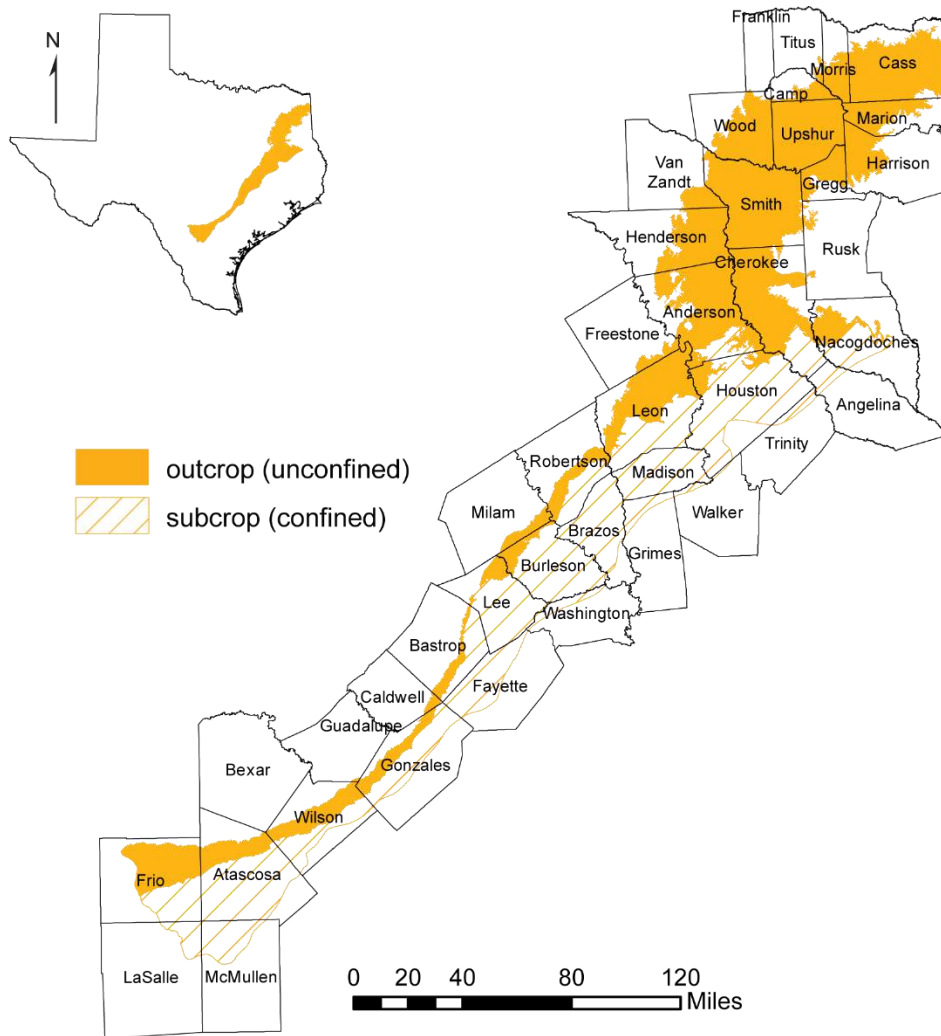 N
Franklin
Titus
Morris
Cass
Camp
Wood
Upshur
Marion
Van
Zandt
Harrison
Gregg
Smith
Henderson
Rusk
Cherokee
Anderson
Freestone
Nacogdoches
Houston
Leon
Angelina
Trinity
outcrop (unconfined)
Robertson
Madison
subcrop (confined)
Milam
Walker
Brazos
Grimes
Burleson
Lee
Washington
Bastrop
Fayette
Caldwell
Guadalupe
Gonzales
Bexar
Wilson
Frio
Atascosa
LaSalle
McMullen
0 20 40 80 120
Miles